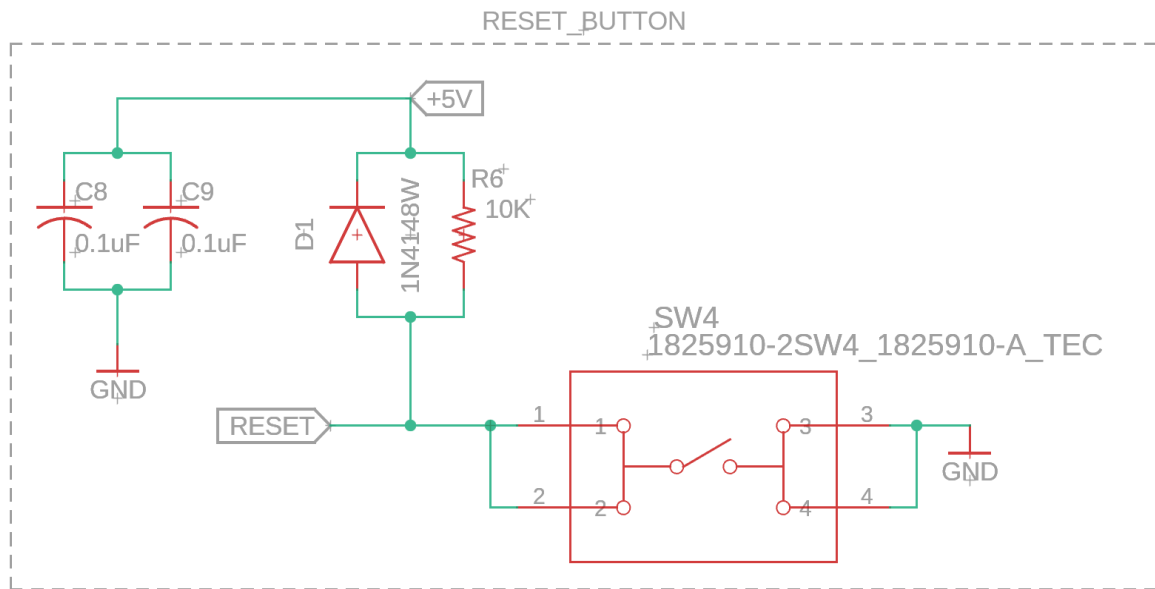 RESET_BUTTON
+5V
C8
C9
0.1uF
0.1uF
D1
1N4148W
R6
10K
GND
SW4
1825910-2SW4_1825910-A_TEC
RESET
1
1
3
3
2
2
4
4
GND